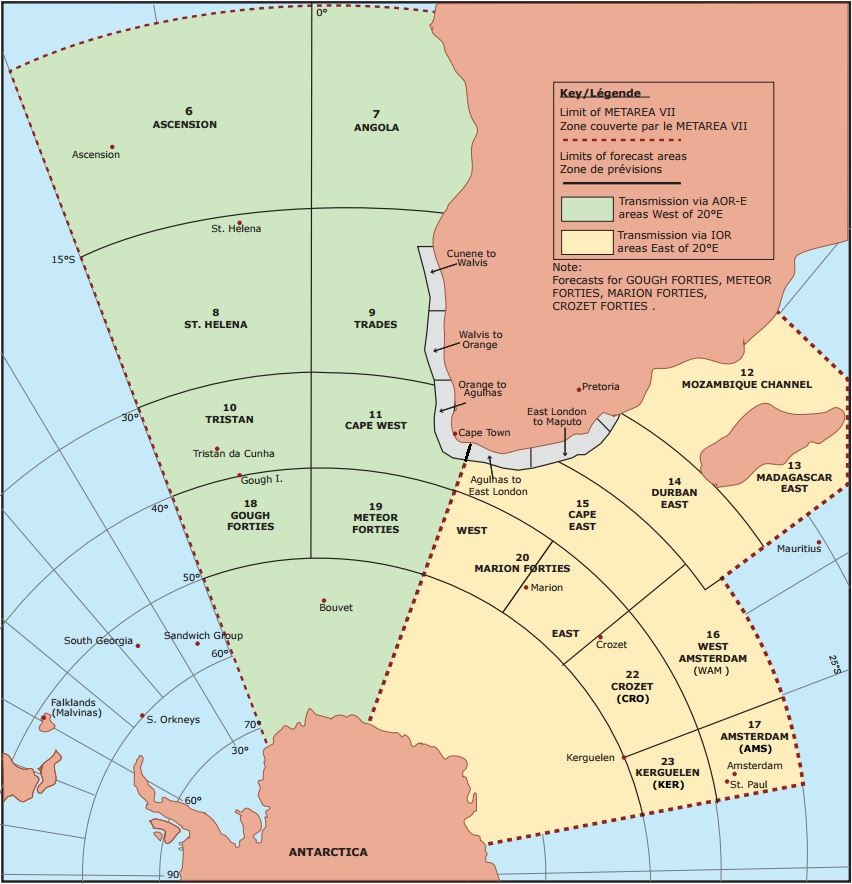 0°
6
ASCENSION
7
ANGOLA
Ascension
St. Helena
15°S
Key/Légende
Limit of METAREA VII
Zone couverte par le METAREA VII
Limits of forecast areas
Zone de prévisions
Transmission via AOR-E
areas West of 20°E
Transmission via IOR
areas East of 20°E
Note:
Forecasts for GOUGH FORTIES, METEOR
FORTIES, MARION FORTIES,
CROZET FORTIES .
Cunene to
Walvis
8
ST. HELENA
9
TRADES
Walvis to
Orange
Orange to
Agulhas
Pretoria
12
MOZAMBIQUE CHANNEL
30°
10
TRISTAN
11
CAPE WEST
East London
to Maputo
Cape Town
Tristan da Cunha
Gough I.
Agulhas to
East London
13
MADAGASCAR
EAST
14
DURBAN
EAST
40°
18
GOUGH
FORTIES
19
METEOR
FORTIES
15
CAPE
EAST
WEST
Mauritius
20
MARION FORTIES
50°
Marion
Bouvet
South Georgia
Sandwich Group
60°
EAST
Crozet
16
WEST
AMSTERDAM
(WAM )
25°S
22
CROZET
(CRO)
Falklands
(Malvinas)
S. Orkneys
70°
30°
17
AMSTERDAM
(AMS)
Kerguelen
23
KERGUELEN
(KER)
Amsterdam
St. Paul
60°
ANTARCTICA
90